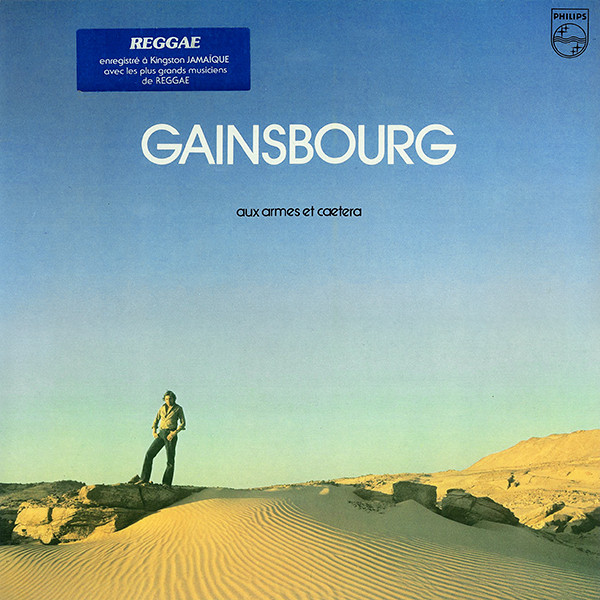 REGGAE
enregistré à Kingston JAMAÏQUE
avec les plus grands musiciens
de REGGAE
PHILIPS
GAINSBOURG
aux armes et caetera